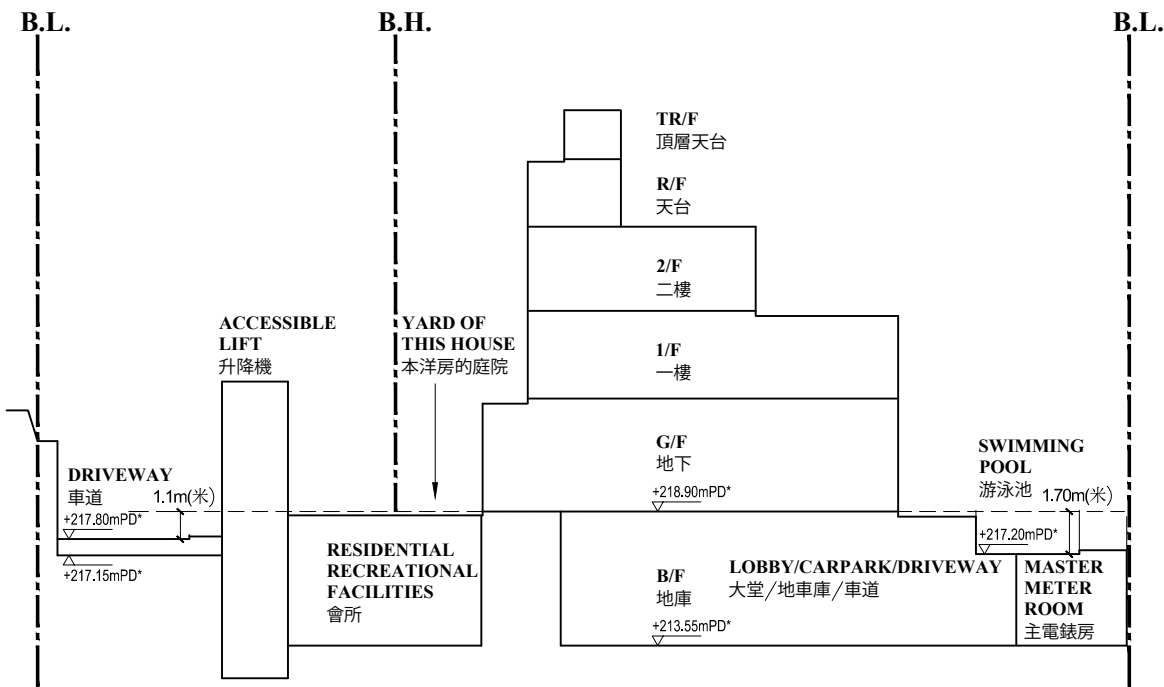 B.L.
B.H.
B.L.
TR/F
頂層天台
R/F
天台
2/F
二樓
ACCESSIBLE
LIFT
升降機
YARD OF
THIS HOUSE
本洋房的庭院
1/F
一樓
G/F
地下
+218.90mPD*
SWIMMING
POOL
游泳池
1.70m(米)
+217.20mPD*
DRIVEWAY
車道
1.1m(米)
+217.80mPD*
+217.15mPD*
RESIDENTIAL
RECREATIONAL
FACILITIES
會所
B/F
地庫
+213.55mPD*
LOBBY/CARPARK/DRIVEWAY
大堂/地車庫/車道
MASTER
METER
ROOM
主電錶房